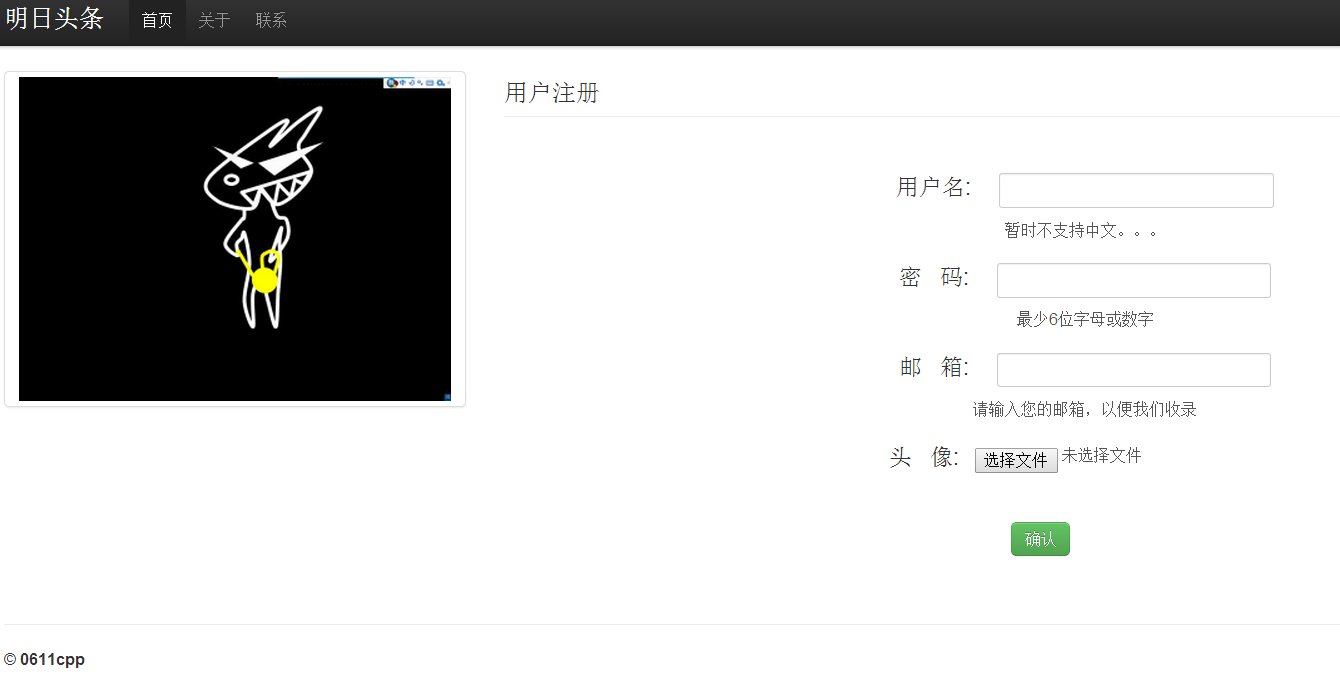 明日头条 首页 关于 联系
用户注册
用户名:
暂时不支持中文。。。
密 码:
最少6位字母或数字
邮 箱:
请输入您的邮箱，以便我们收录
头 像: 选择文件 未选择文件
确认
© 0611cpp